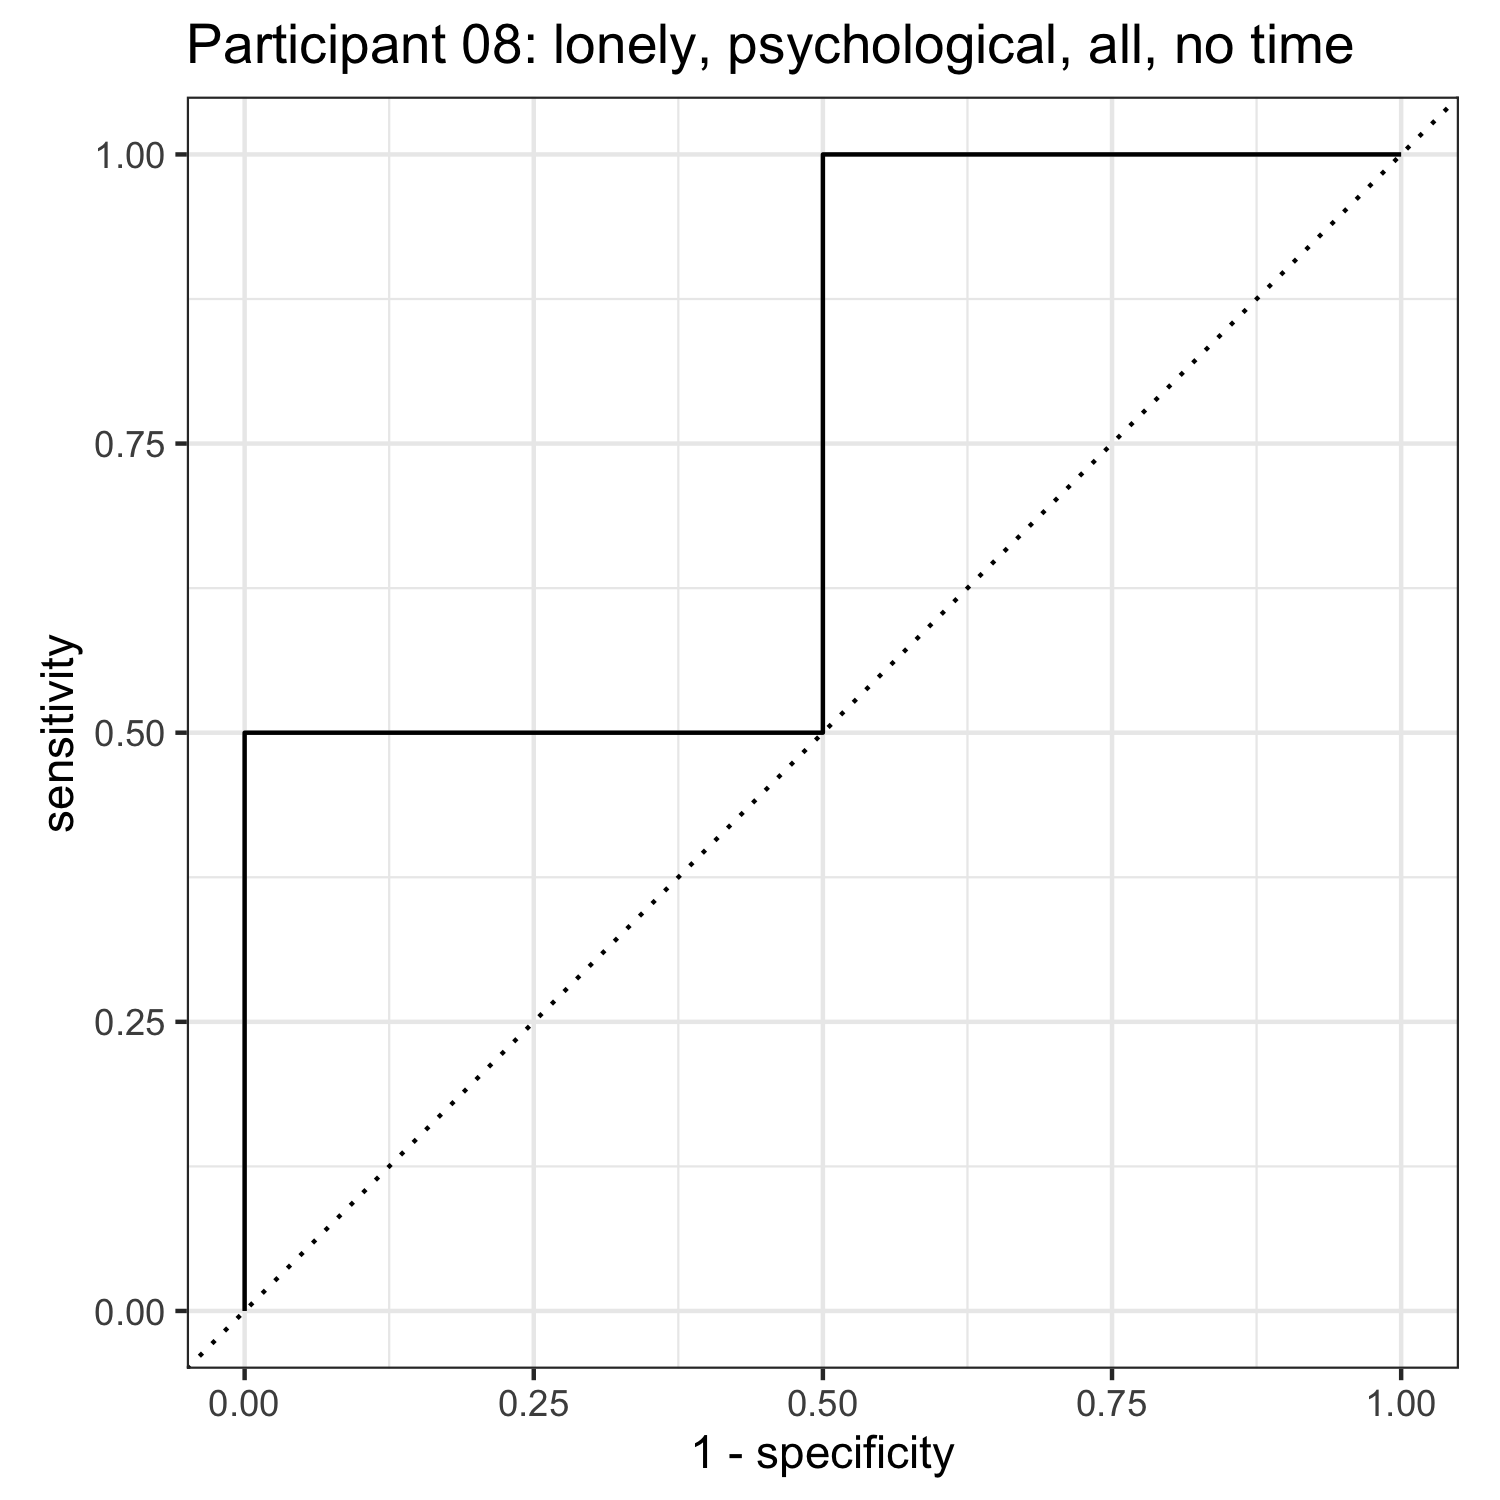 Participant 08: lonely, psychological, all, no time
1.00
0.75
0.50
0.25
0.00
sensitivity
0.00 0.25 0.50 0.75 1.00
1 - specificity